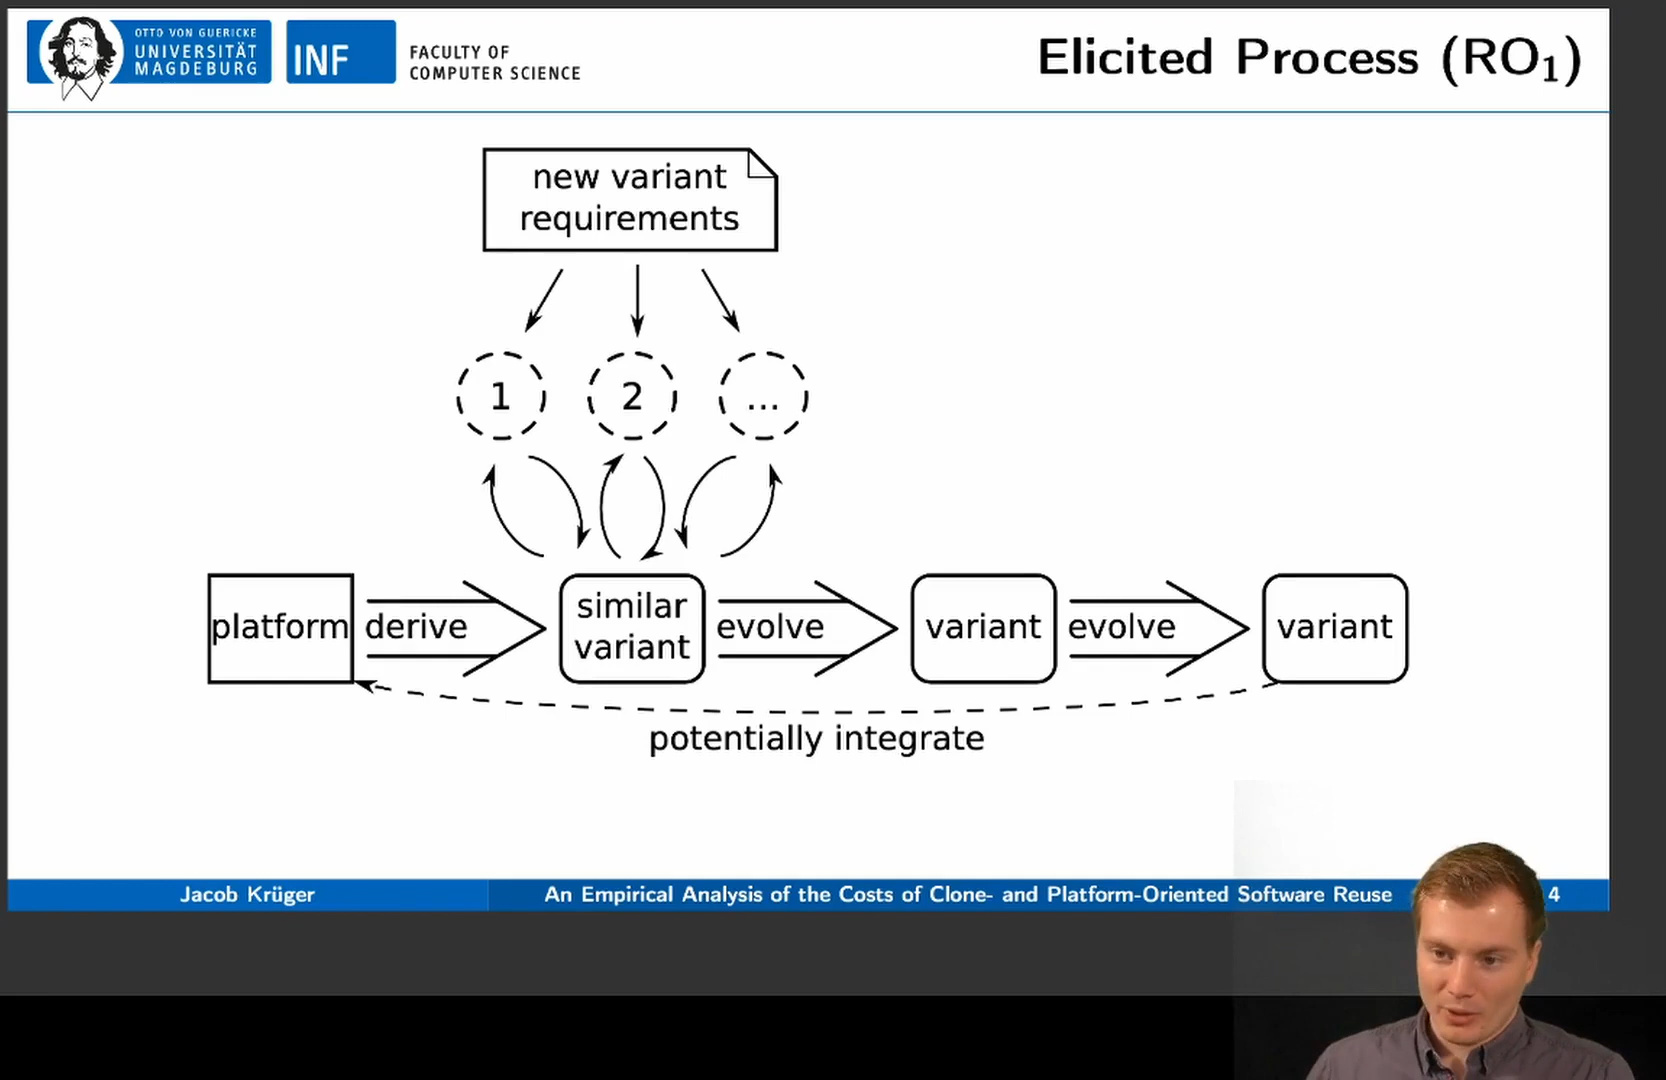 OTTO VON GUERICKE
UNIVERSITÄT
MAGDEBURG
INF
FACULTY OF
COMPUTER SCIENCE
Elicited Process (RO₁)
new variant
requirements
1
2
...
platform
derive
similar
variant
evolve
variant
evolve
variant
potentially integrate
Jacob Krüger
An Empirical Analysis of the Costs of Clone- and Platform-Oriented Software Reuse
4